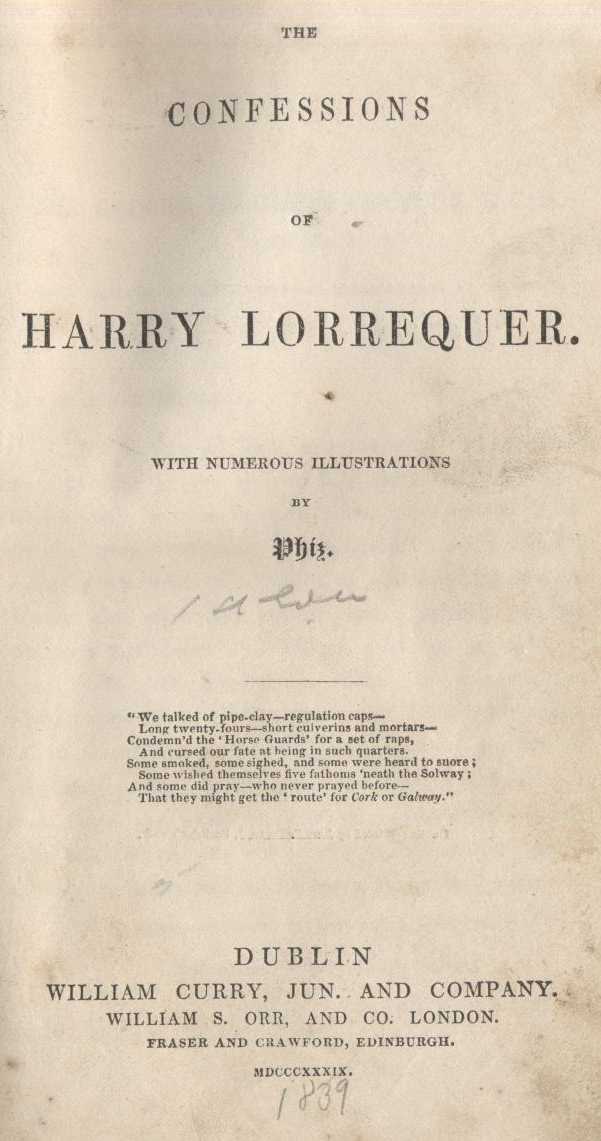 THE
CONFESSIONS
OF
HARRY LORREQUER.
WITH NUMEROUS ILLUSTRATIONS
BY
Phiz.
"We talked of pipe-clay—regulation caps—
Long twenty-fours—short culverins and mortars—
Condemn'd the 'Horse Guards' for a set of raps,
And cursed our fate at being in such quarters.
Some smoked, some sighed, and some were heard to snore;
Some wished themselves five fathoms 'neath the Solway;
And some did pray—who never prayed before—
That they might get the 'route' for Cork or Galway."
DUBLIN
WILLIAM CURRY, JUN. AND COMPANY.
WILLIAM S. ORR, AND CO. LONDON.
FRASER AND CRAWFORD, EDINBURGH.
MDCCCXXXIX.
1839